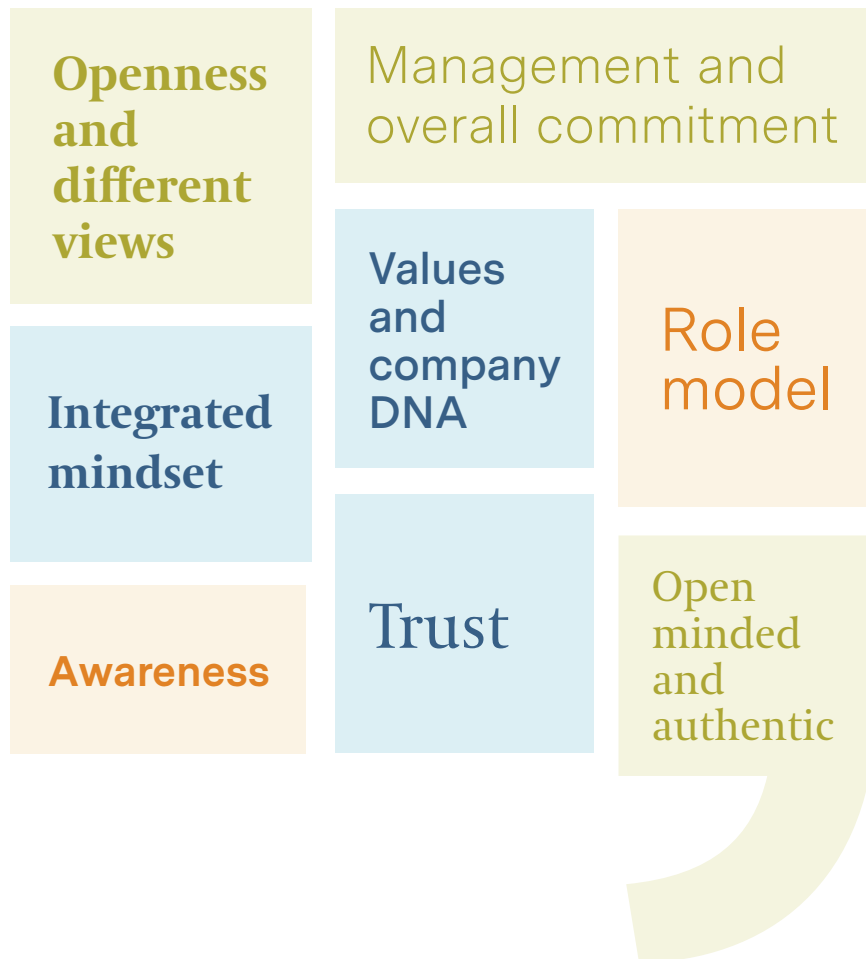 Openness
and
different
views
Management and
overall commitment
Values
and
company
DNA
Role
model
Integrated
mindset
Trust
Open
minded
and
authentic
Awareness